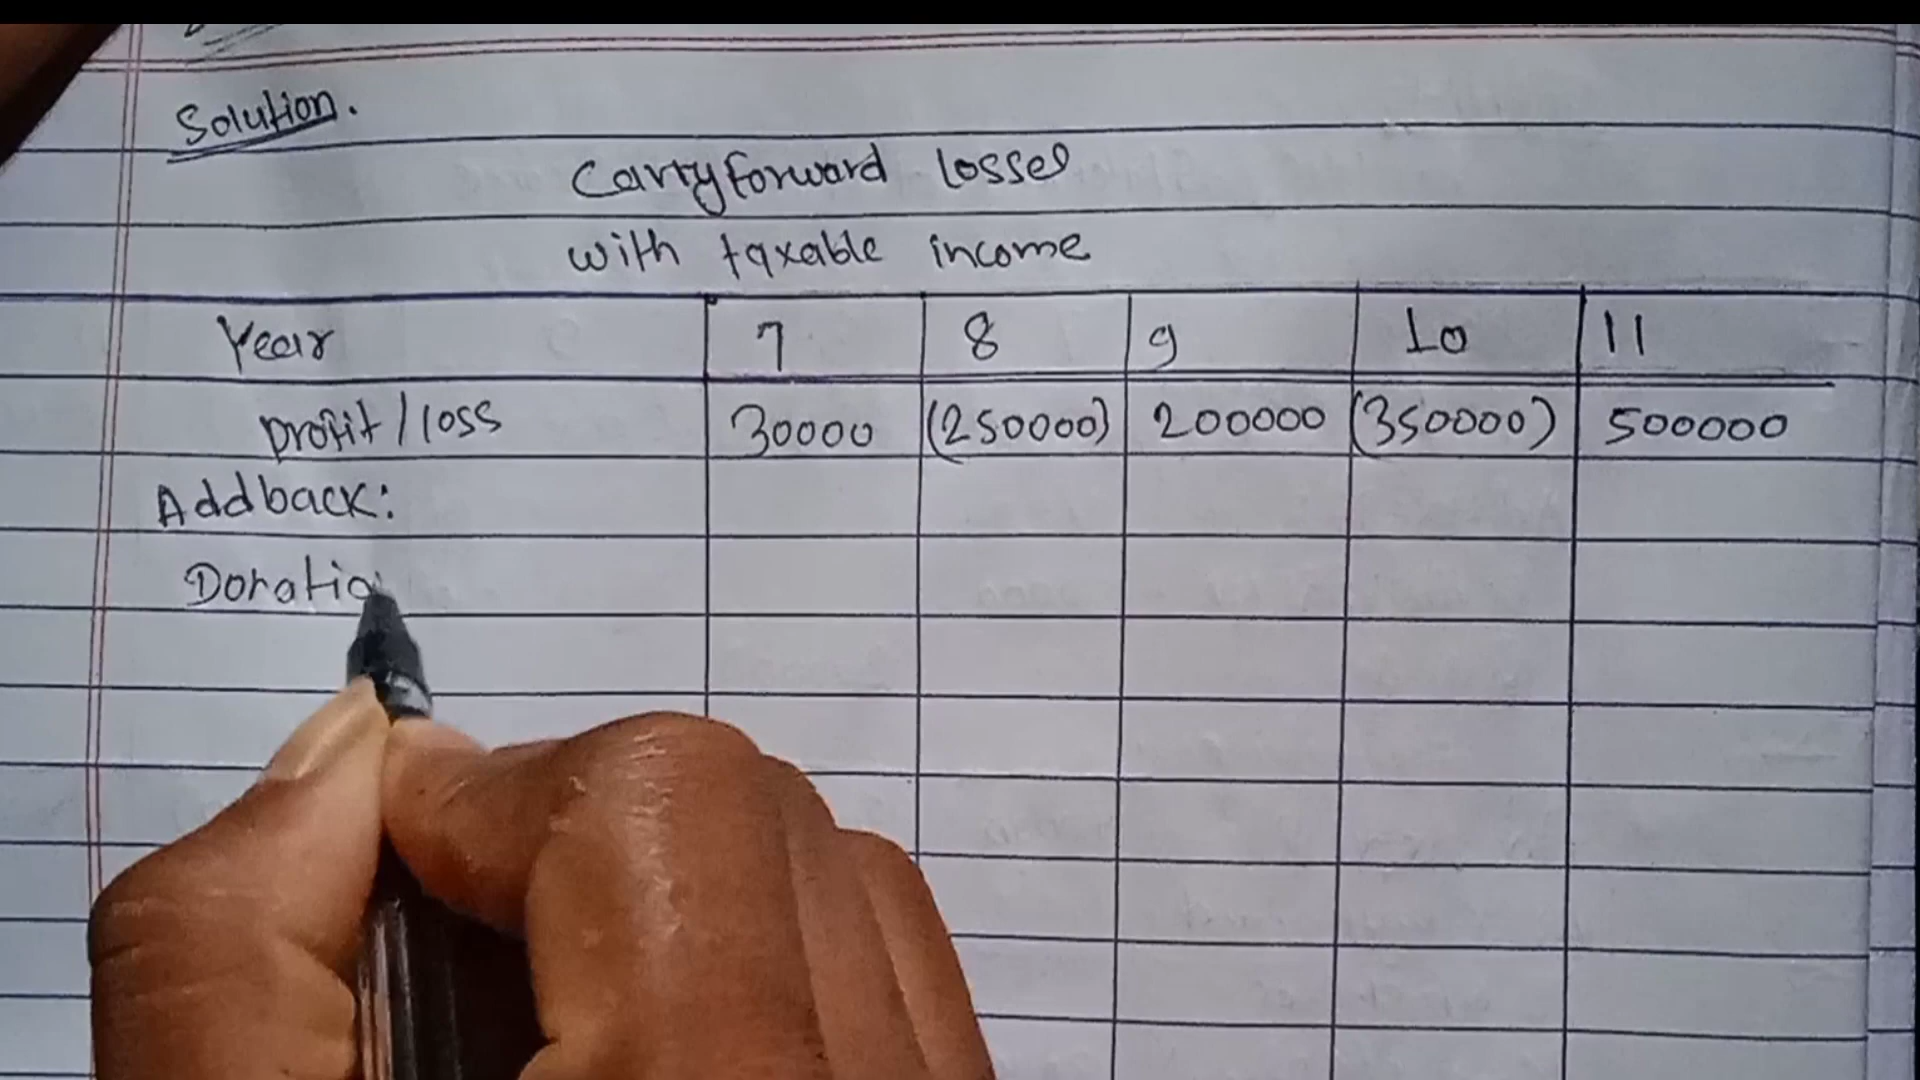 Solution.
Carryforward losses
with taxable income
Year 7 8 9 10 11
profit/loss 30000 (250000) 200000 (350000) 500000
Addback:
Donatio